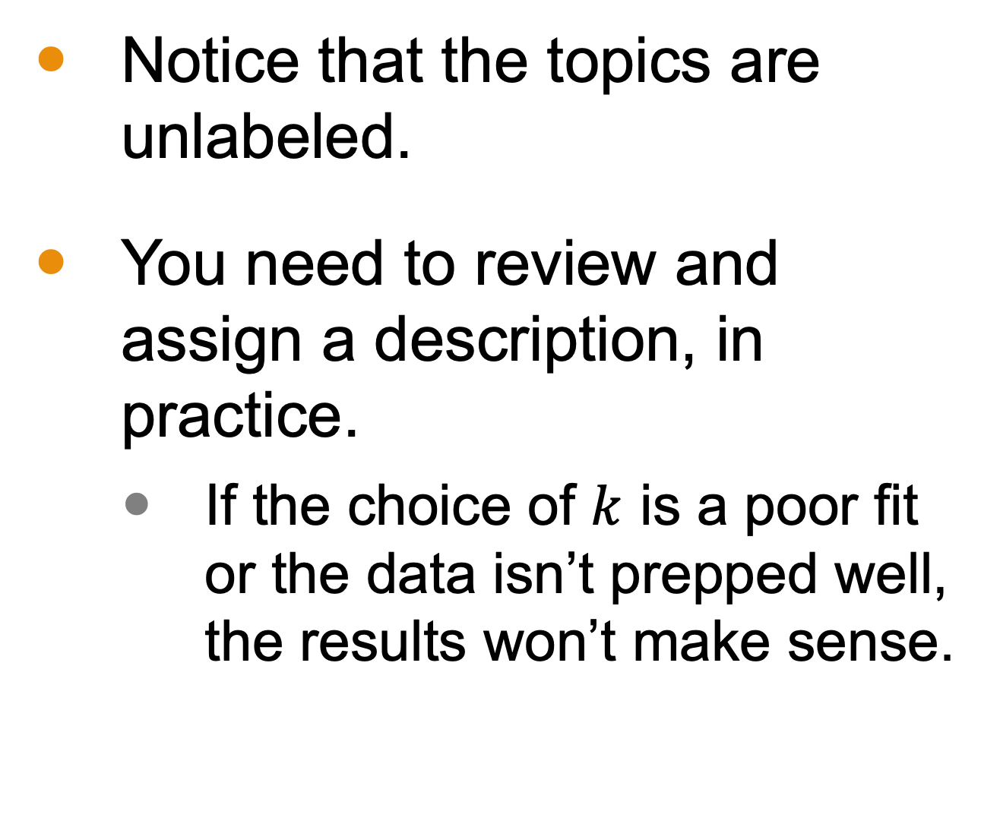 Notice that the topics are
unlabeled.
You need to review and
assign a description, in
practice.
If the choice of k is a poor fit
or the data isn’t prepped well,
the results won’t make sense.